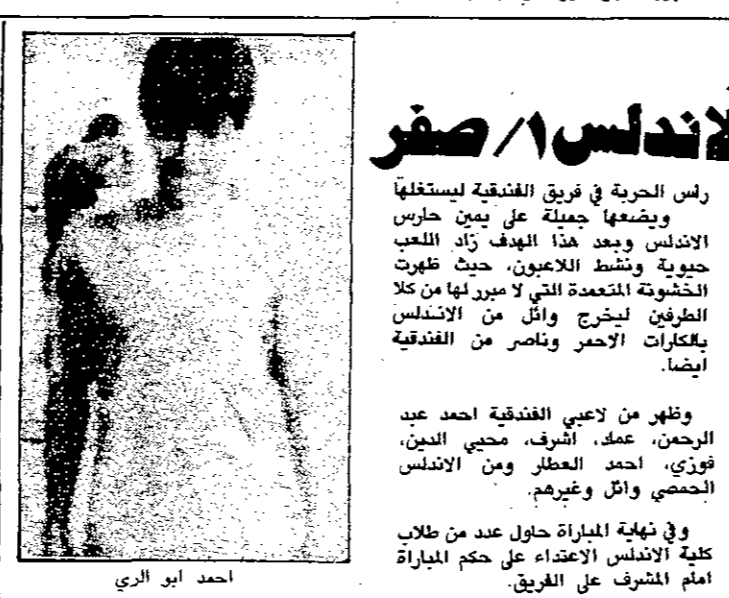 لاندلس ١/ صفر
رأس الحربة في فريق الفندقية ليستغلها
ويضعها جميلة على يمين حارس
الاندلس وبعد هذا الهدف زاد اللعب
حيوية ونشط اللاعبون، حيث ظهرت
الخشونة المتعمدة التي لا مبرر لها من كلا
الطرفين ليخرج وائل من الاندلس
بالكارات الاحمر وناصر من الفندقية
ايضا.
وظهر من لاعبي الفندقية احمد عبد
الرحمن، عماد، اشرف، محيي الدين،
فوزي، احمد العطار ومن الاندلس
الحمصي وائل وغيرهم.
وفي نهاية المباراة حاول عدد من طلاب
كلية الاندلس الاعتداء على حكم المباراة
امام المشرف على الفريق.
احمد ابو الري